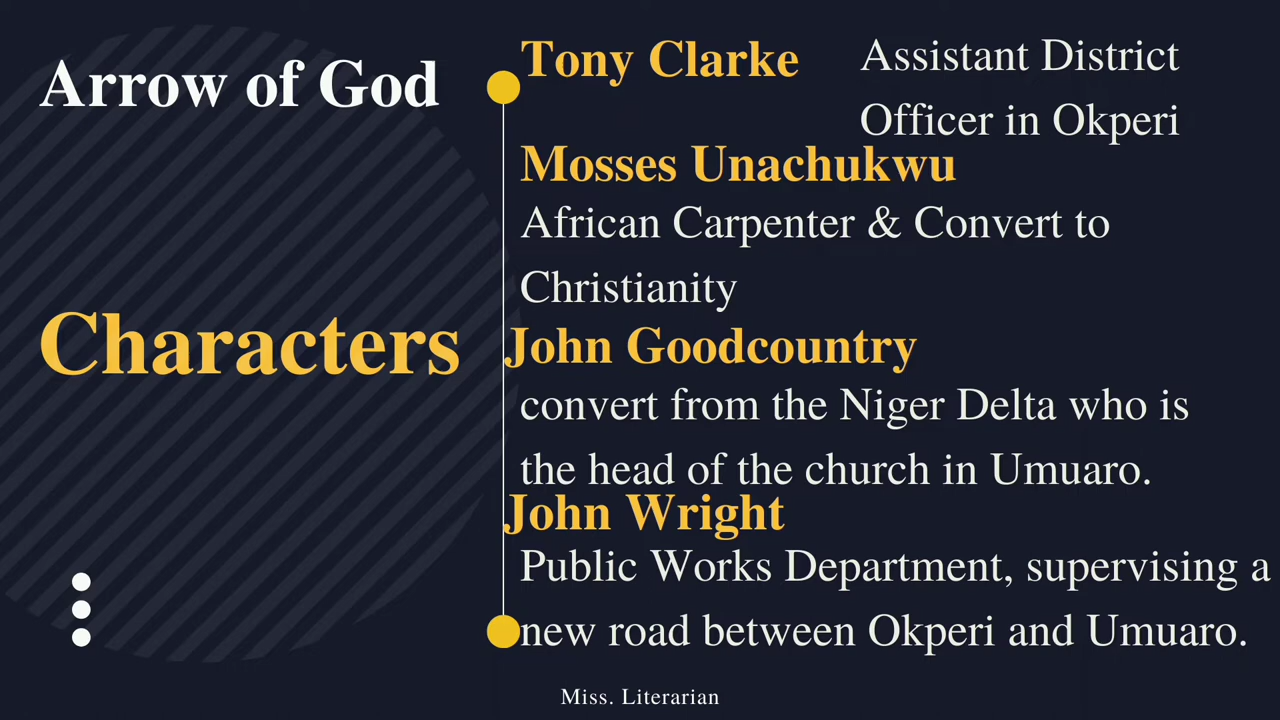 Arrow of God
Characters
Tony Clarke
Assistant District
Officer in Okperi
Mosses Unachukwu
African Carpenter & Convert to
Christianity
John Goodcountry
convert from the Niger Delta who is
the head of the church in Umuaro.
John Wright
Public Works Department, supervising a
new road between Okperi and Umuaro.
Miss. Literarian